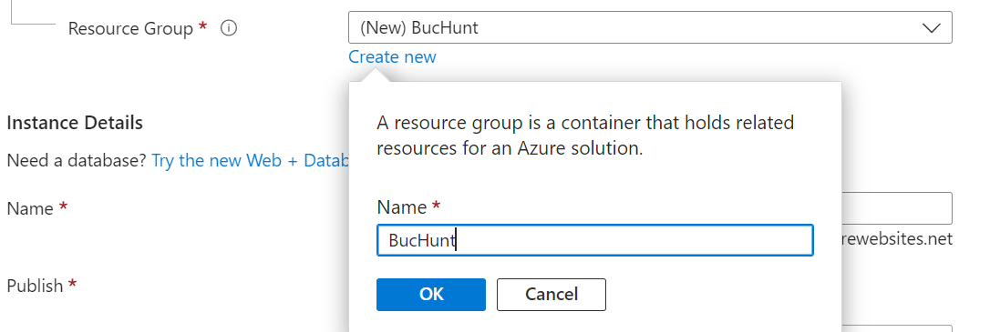 Resource Group *
(New) BucHunt
Create new
A resource group is a container that holds related
resources for an Azure solution.
Name *
BucHunt
OK Cancel
Instance Details
Need a database? Try the new Web + Datab
Name *
rewebsites.net
Publish *